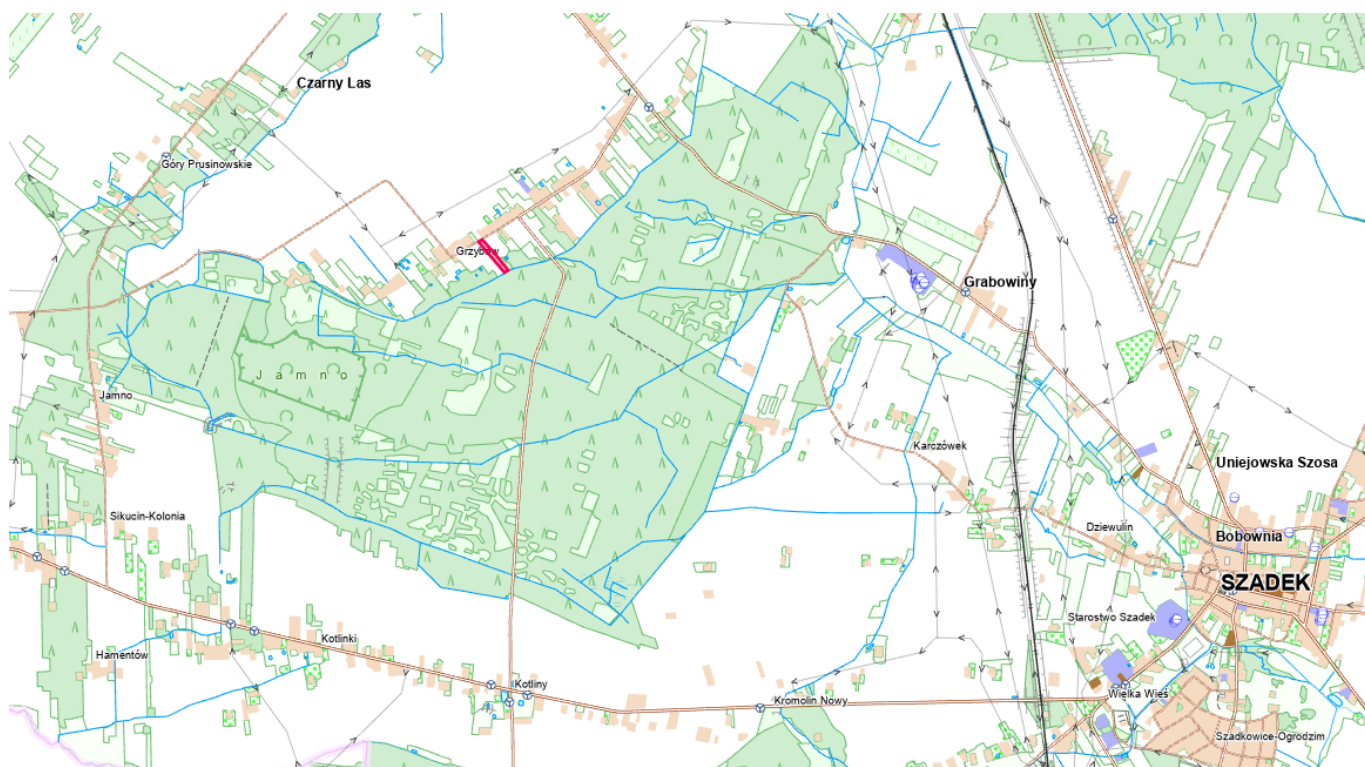 Czarny Las
Góry Prusinowskie
Grzybów
Grabowiny
Jamno
Jamno
Karczówek
Uniejowska Szosa
Sikucin-Kolonia
Dziewulin
Bobownia
SZADEK
Starostwo Szadek
Kotlinki
Hamentów
Kotliny
Wielka Wieś
Kromolin Nowy
Szadkowice-Ogrodzim